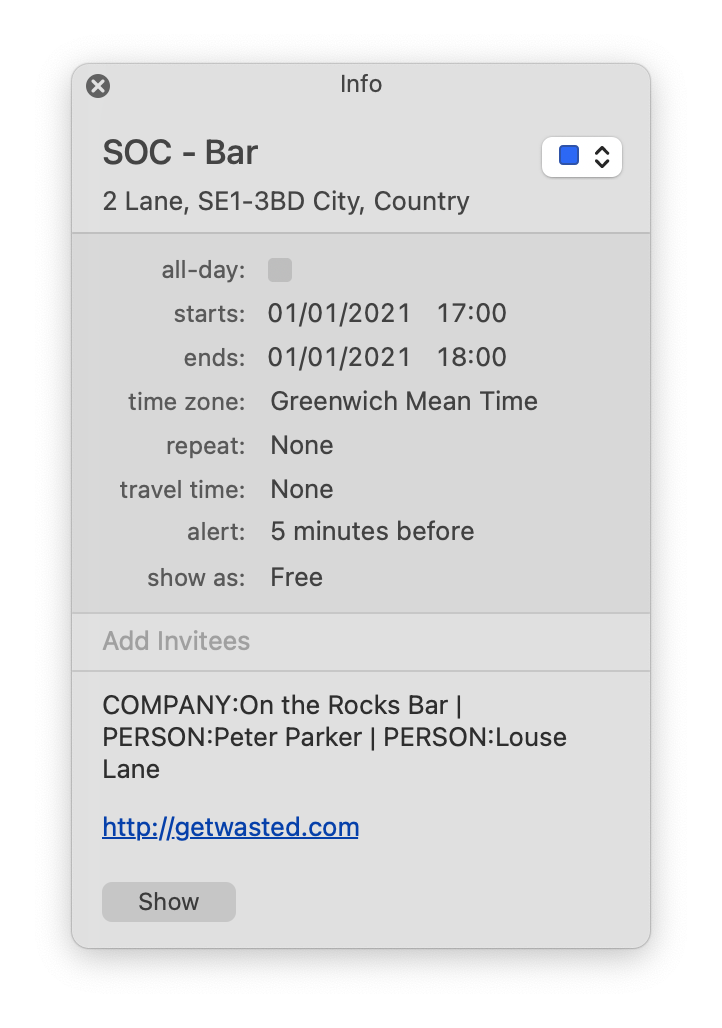 Info
SOC - Bar
2 Lane, SE1-3BD City, Country
all-day:
starts: 01/01/2021 17:00
ends: 01/01/2021 18:00
time zone: Greenwich Mean Time
repeat: None
travel time: None
alert: 5 minutes before
show as: Free
Add Invitees
COMPANY:On the Rocks Bar |
PERSON:Peter Parker | PERSON:Louse
Lane
http://getwasted.com
Show